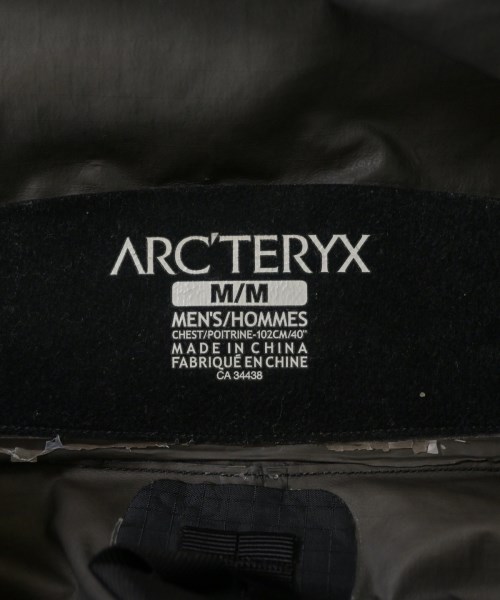 ARC'TERYX
M/M
MEN'S/HOMMES
CHEST/POITRINE-102CM/40"
MADE IN CHINA
FABRIQUÉ EN CHINE
CA 34438